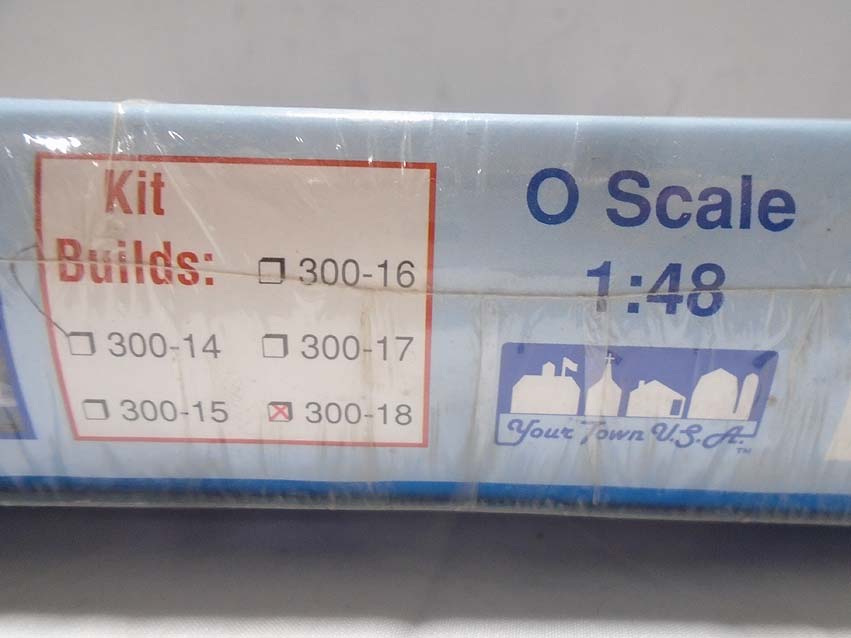 Kit
Builds:
300-16
300-14
300-17
300-15
300-18
O Scale
1:48
Your Town U.S.A.
TM